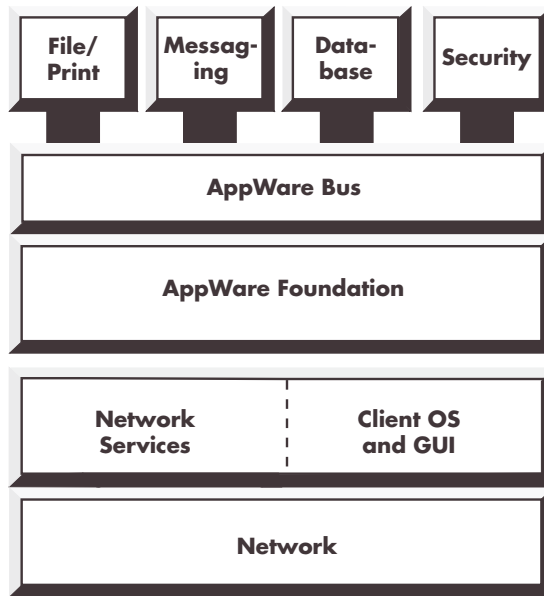 File/
Print
Messag-
ing
Data-
base
Security
AppWare Bus
AppWare Foundation
Network
Services
Client OS
and GUI
Network